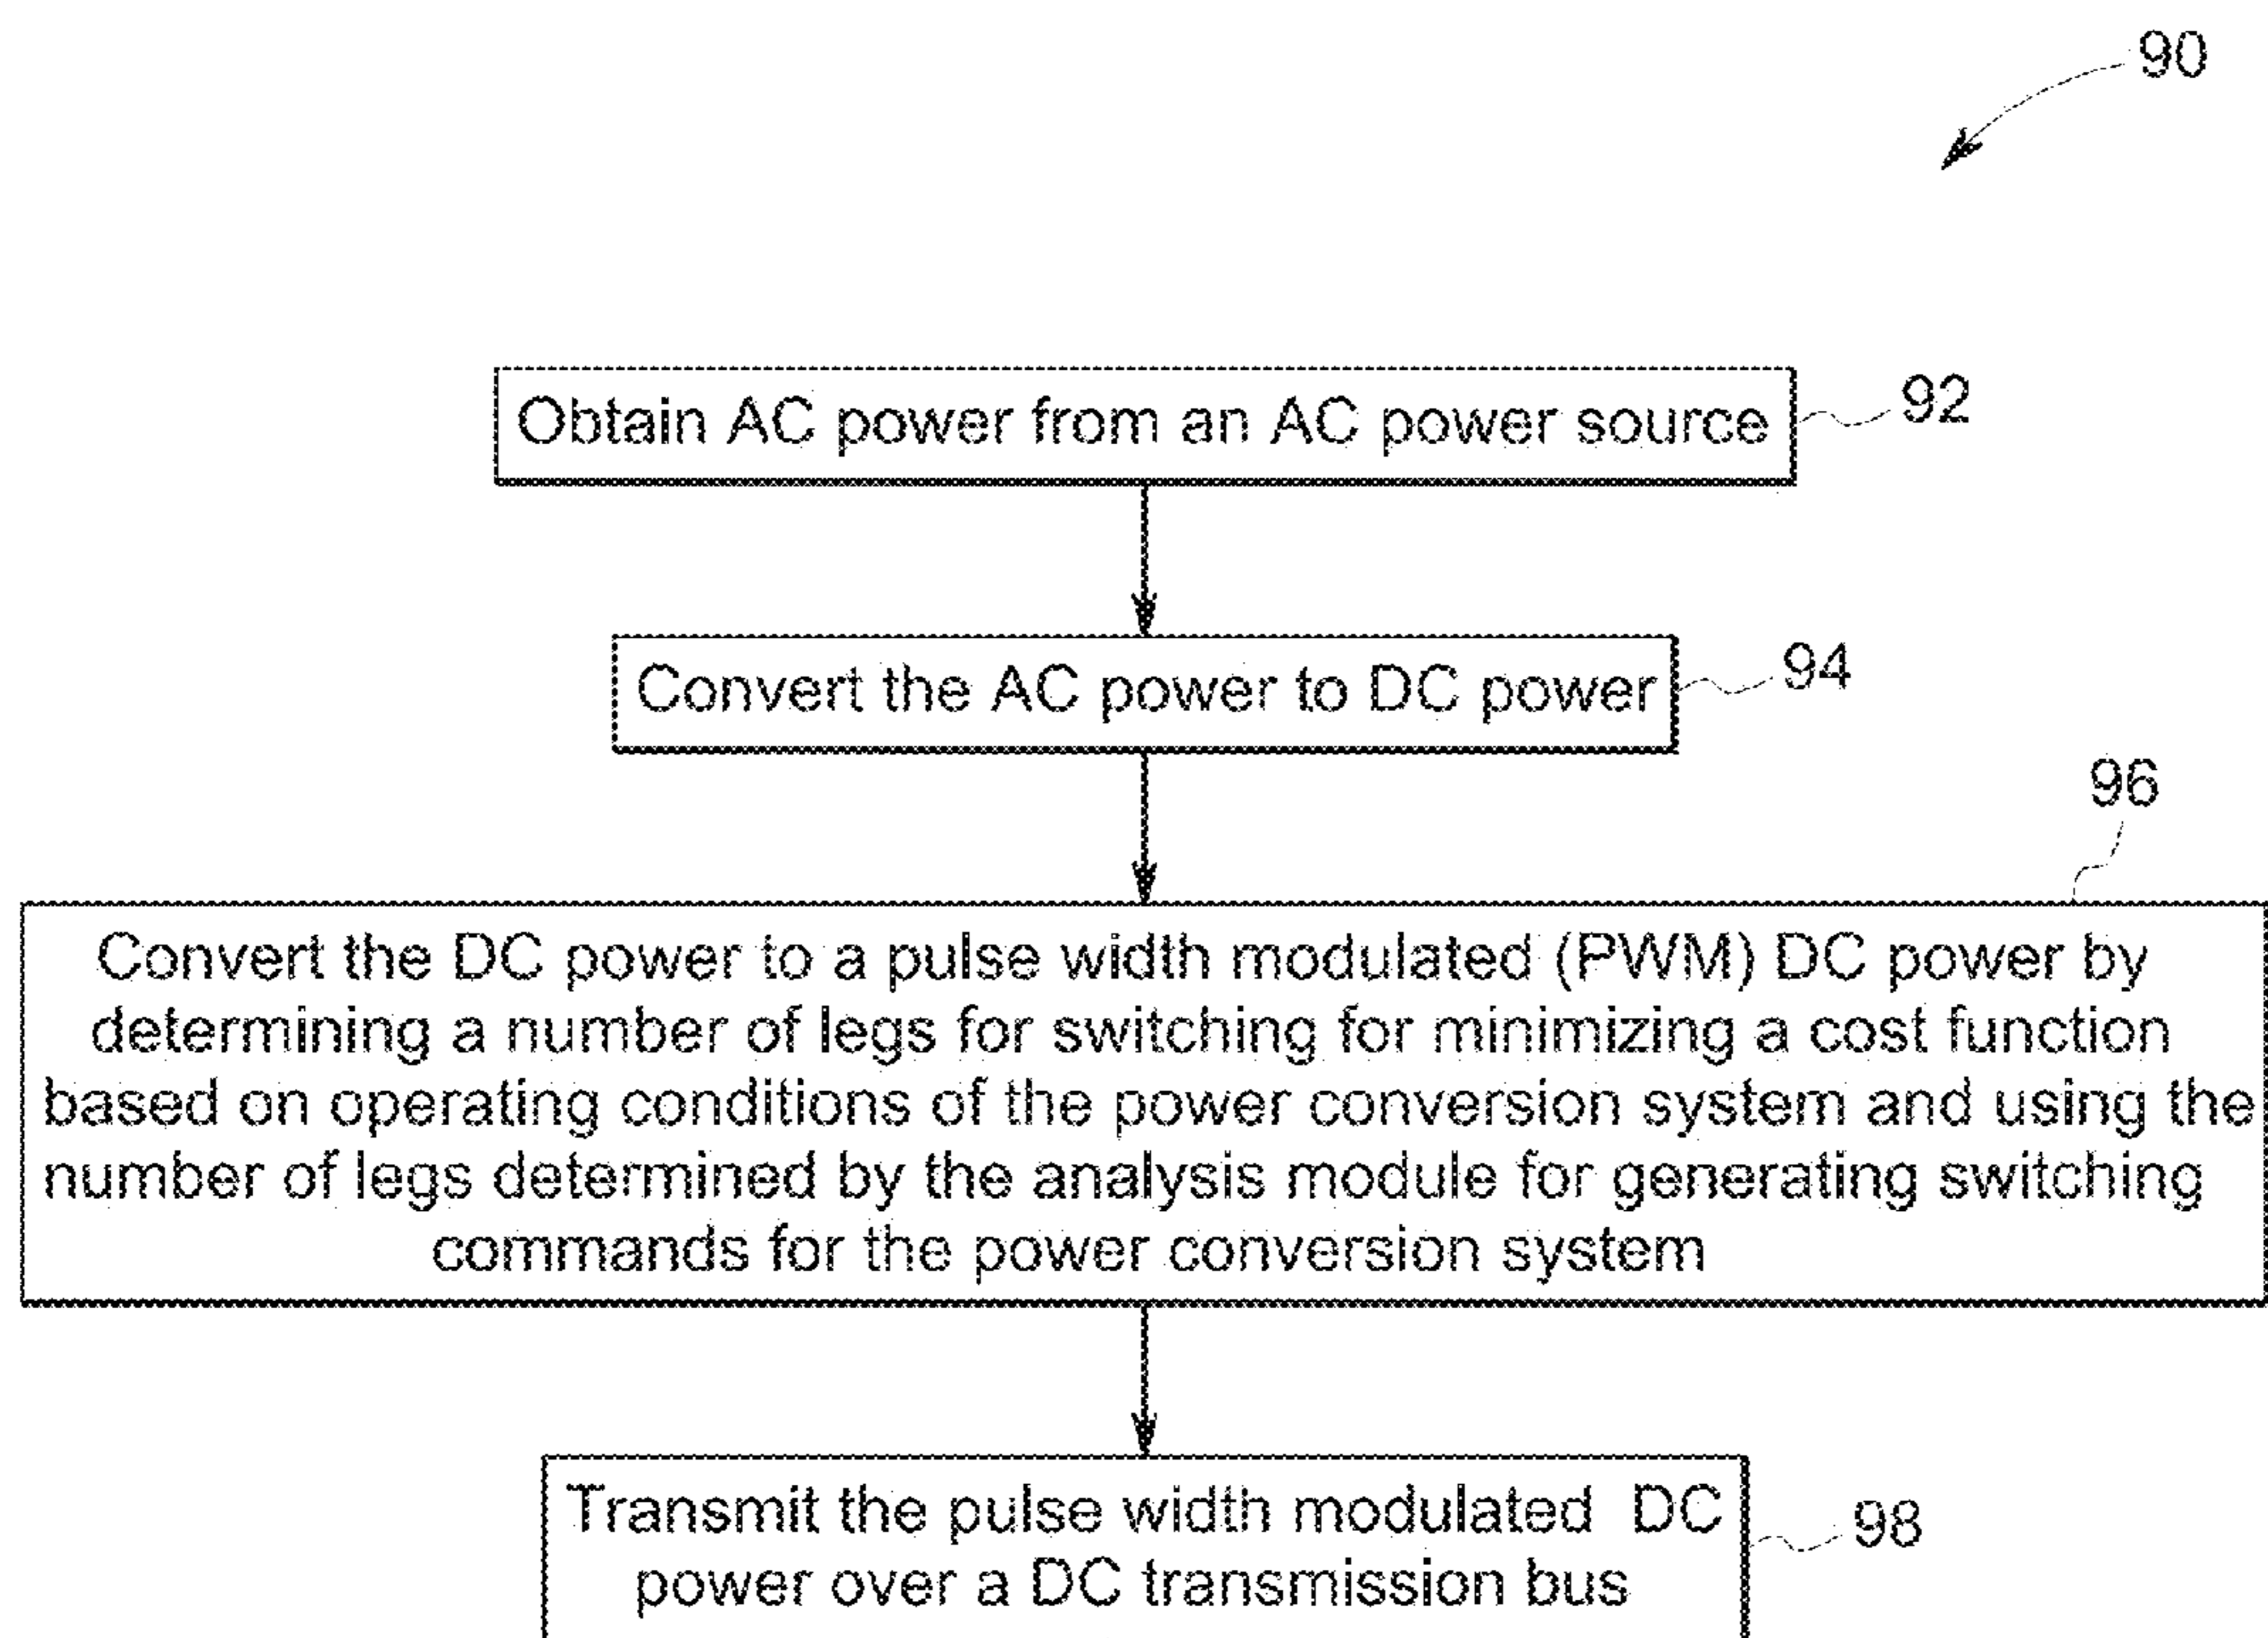 90
Obtain AC power from an AC power source
92
Convert the AC power to DC power
94
96
Convert the DC power to a pulse width modulated (PWM) DC power by
determining a number of legs for switching for minimizing a cost function
based on operating conditions of the power conversion system and using the
number of legs determined by the analysis module for generating switching
commands for the power conversion system
Transmit the pulse width modulated DC
power over a DC transmission bus
98